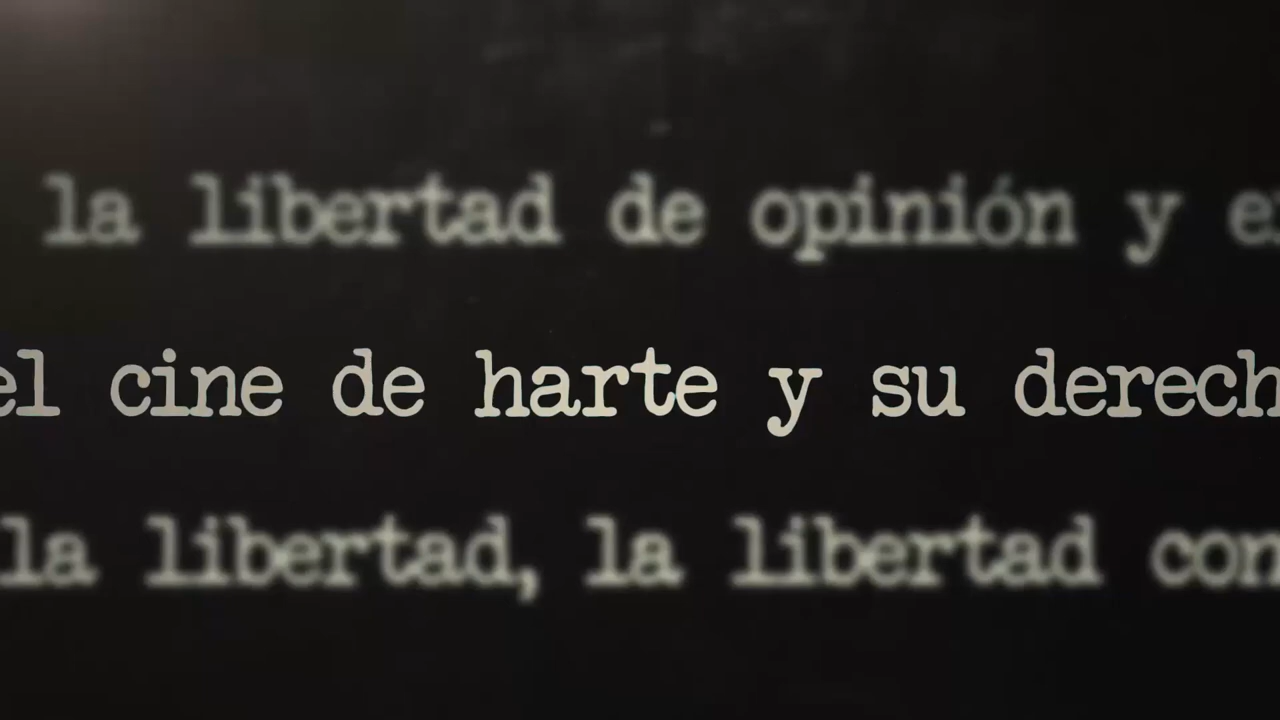 la libertad de opinión y
el cine de harte y su derech
la libertad, la libertad con